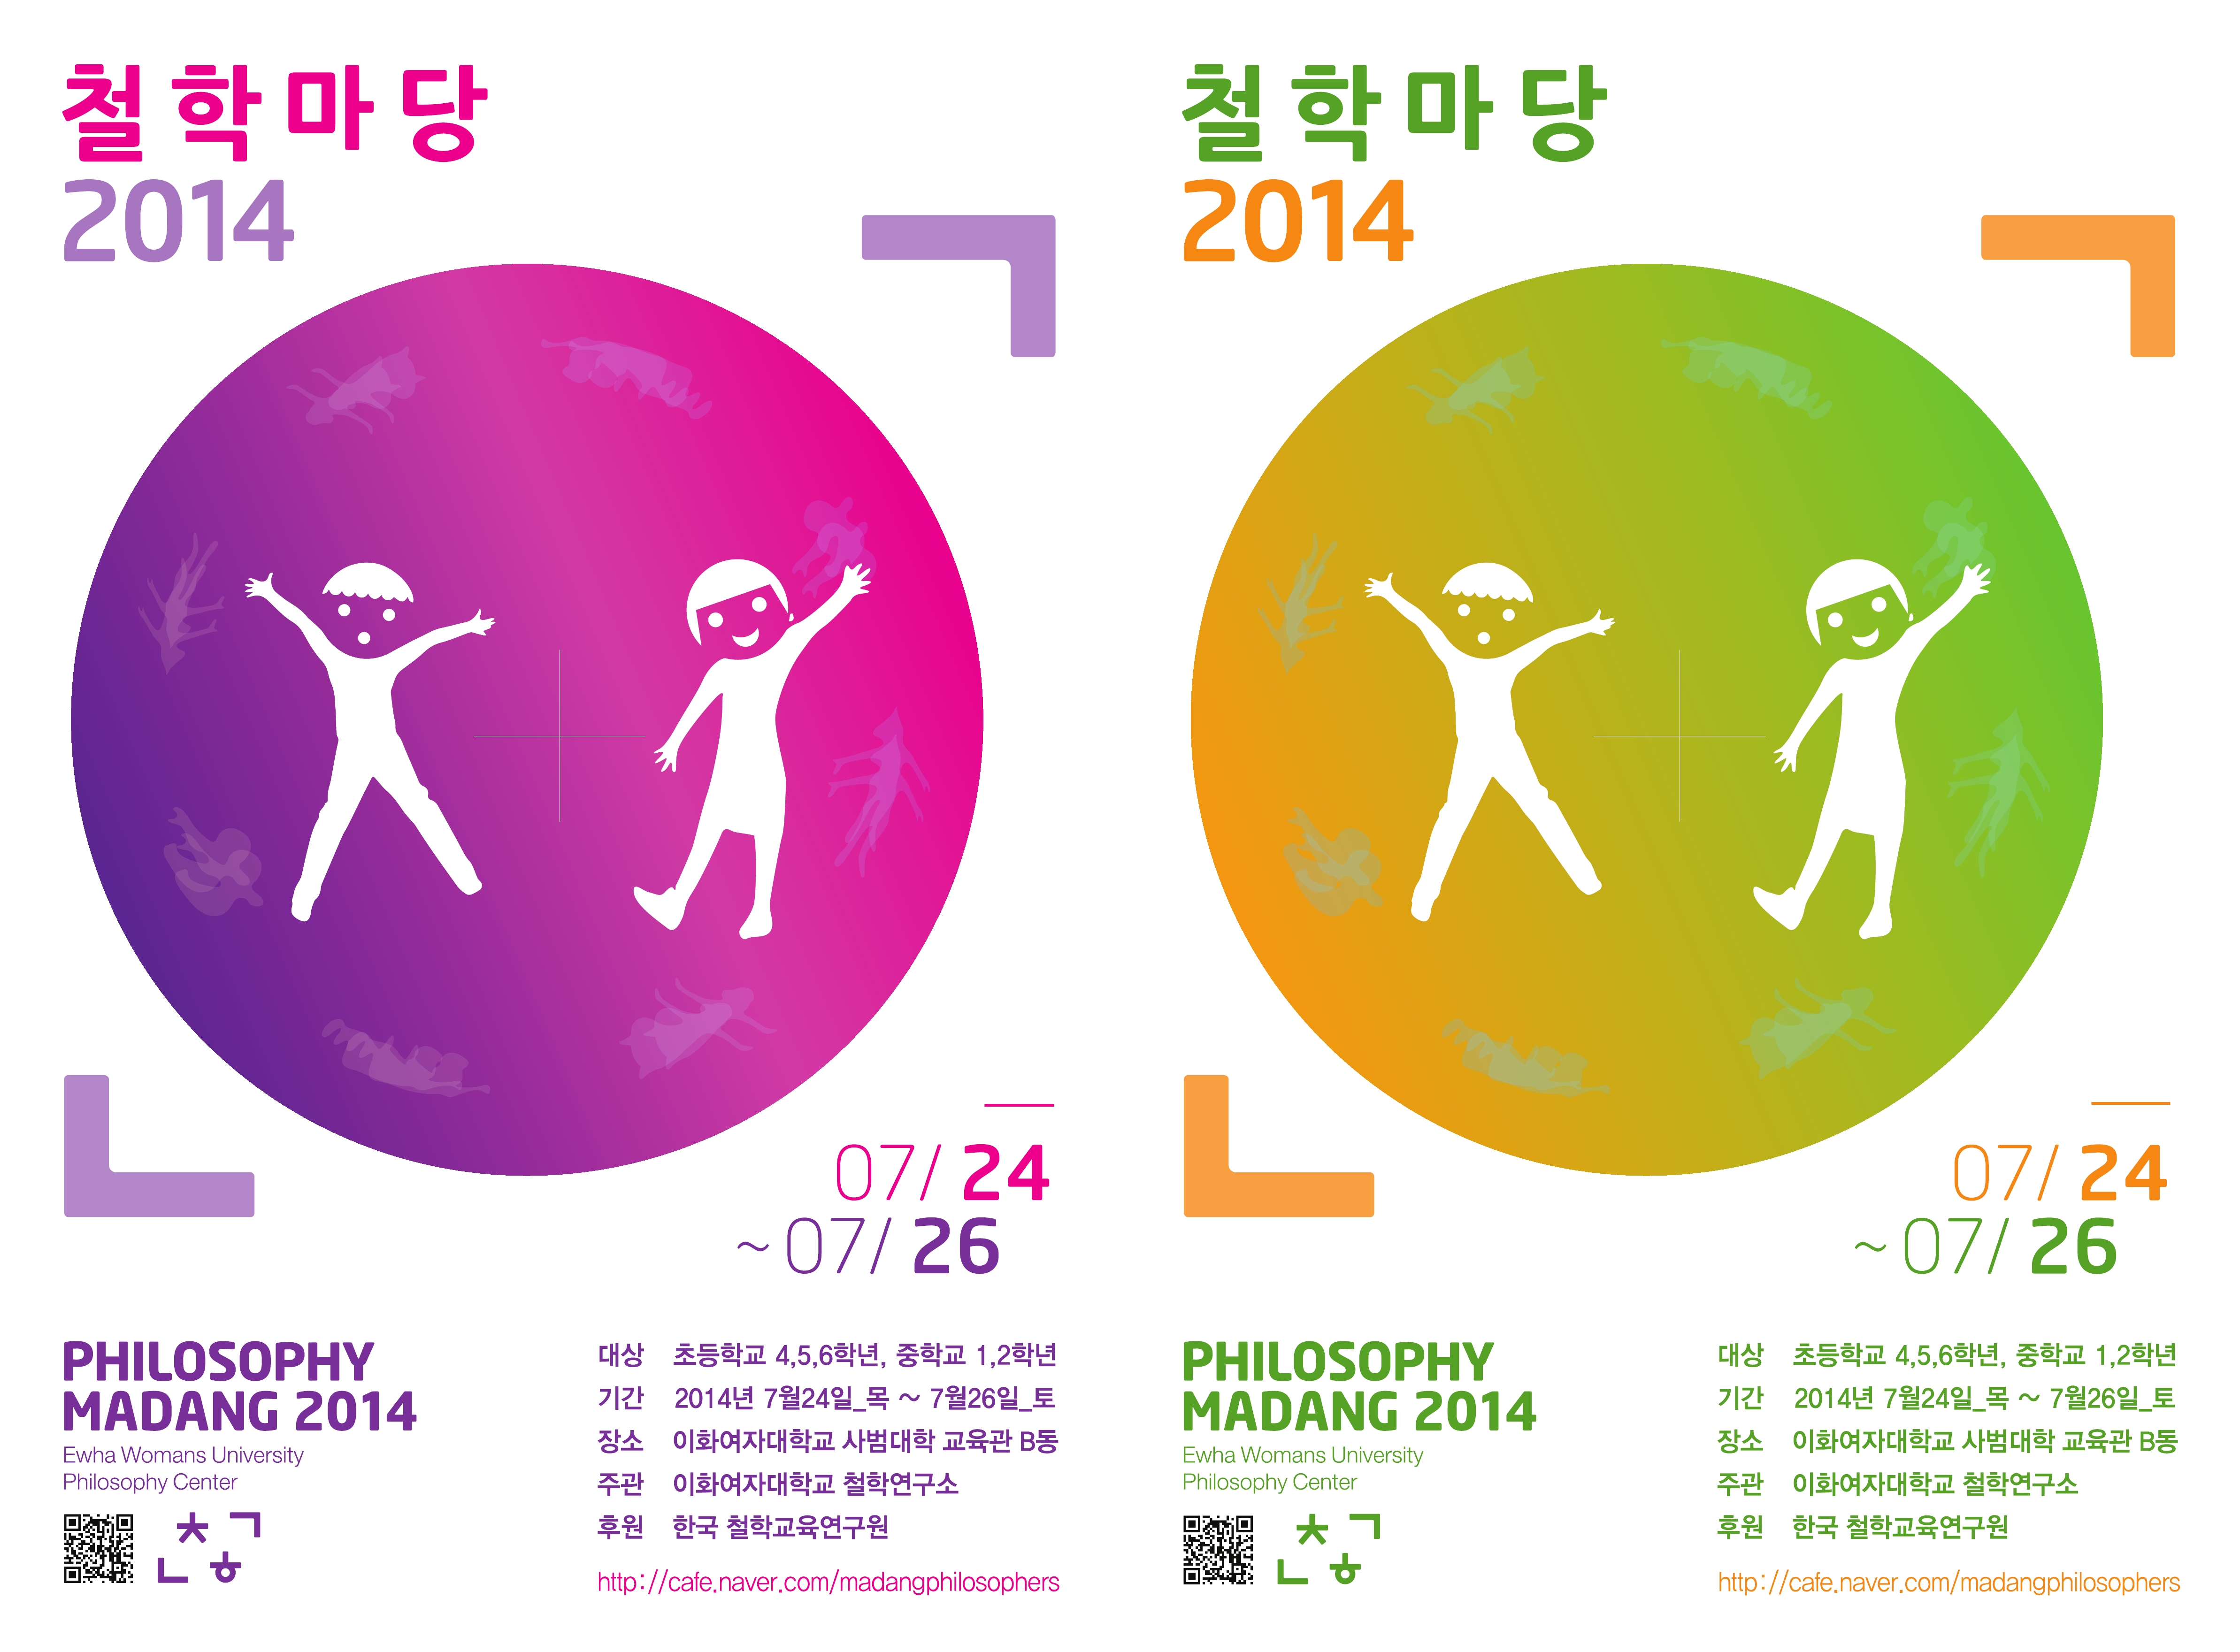 철학마당
2014
07/ 24
~07/ 26
PHILOSOPHY
MADANG 2014
Ewha Womans University
Philosophy Center
대상 초등학교 4,5,6학년, 중학교 1,2학년
기간 2014년 7월24일_목 ~ 7월26일_토
장소 이화여자대학교 사범대학 교육관 B동
주관 이화여자대학교 철학연구소
후원 한국 철학교육연구원
http://cafe.naver.com/madangphilosophers
ㅊㄱ
ㄴㅎ
철학마당
2014
07/ 24
~07/ 26
PHILOSOPHY
MADANG 2014
Ewha Womans University
Philosophy Center
대상 초등학교 4,5,6학년, 중학교 1,2학년
기간 2014년 7월24일_목 ~ 7월26일_토
장소 이화여자대학교 사범대학 교육관 B동
주관 이화여자대학교 철학연구소
후원 한국 철학교육연구원
http://cafe.naver.com/madangphilosophers
ㅊㄱ
ㄴㅎ